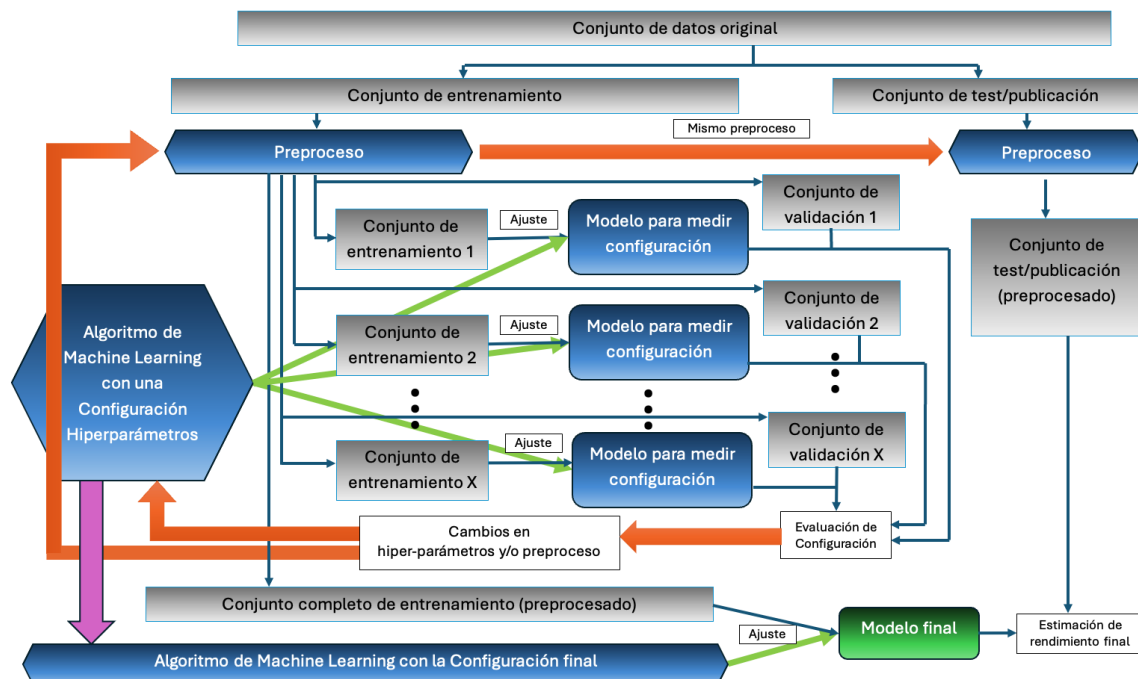 Conjunto de datos original
Conjunto de entrenamiento
Conjunto de test/publicación
Mismo preproceso
Preproceso
Preproceso
Conjunto de
validación 1
Conjunto de
entrenamiento 1
Ajuste
Modelo para medir
configuración
Conjunto de
test/publicación
(preprocesado)
Conjunto de
validación 2
Conjunto de
entrenamiento 2
Ajuste
Modelo para medir
configuración
Algoritmo de
Machine Learning
con una
Configuración
Hiperparámetros
Conjunto de
validación X
Conjunto de
entrenamiento X
Ajuste
Modelo para medir
configuración
Cambios en
hiper-parámetros y/o preproceso
Evaluación de
Configuración
Conjunto completo de entrenamiento (preprocesado)
Ajuste
Modelo final
Estimación de
rendimiento final
Algoritmo de Machine Learning con la Configuración final